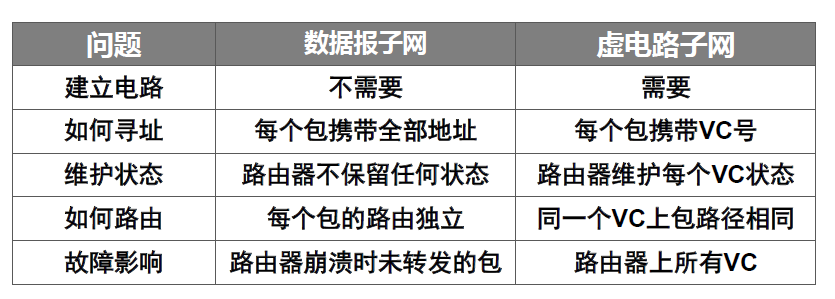 问题 数据报子网 虚电路子网
建立电路 不需要 需要
如何寻址 每个包携带全部地址 每个包携带VC号
维护状态 路由器不保留任何状态 路由器维护每个VC状态
如何路由 每个包的路由独立 同一个VC上包路径相同
故障影响 路由器崩溃时未转发的包 路由器上所有VC